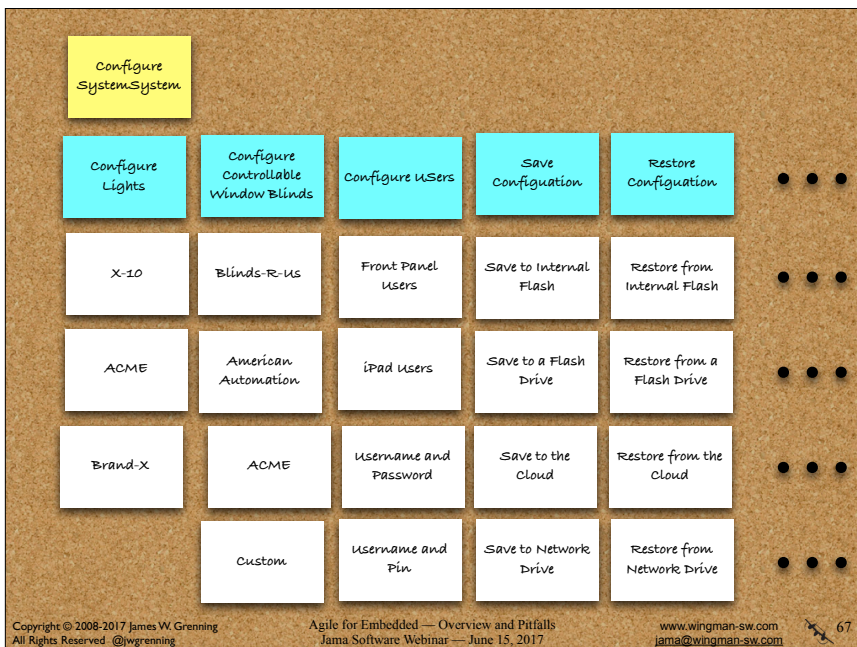 Configure
SystemSystem
Configure
Lights
Configure
Controllable
Window Blinds
Configure USers
Save
Configuation
Restore
Configuation
X-10
Blinds-R-Us
Front Panel
Users
Save to Internal
Flash
Restore from
Internal Flash
ACME
American
Automation
iPad Users
Save to a Flash
Drive
Restore from a
Flash Drive
Brand-X
ACME
Username and
Password
Save to the
Cloud
Restore from the
Cloud
Custom
Username and
Pin
Save to Network
Drive
Restore from
Network Drive
Copyright © 2008-2017 James W. Grenning
All Rights Reserved @jwgrenning
Agile for Embedded — Overview and Pitfalls
Jama Software Webinar — June 15, 2017
www.wingman-sw.com
jama@wingman-sw.com
67